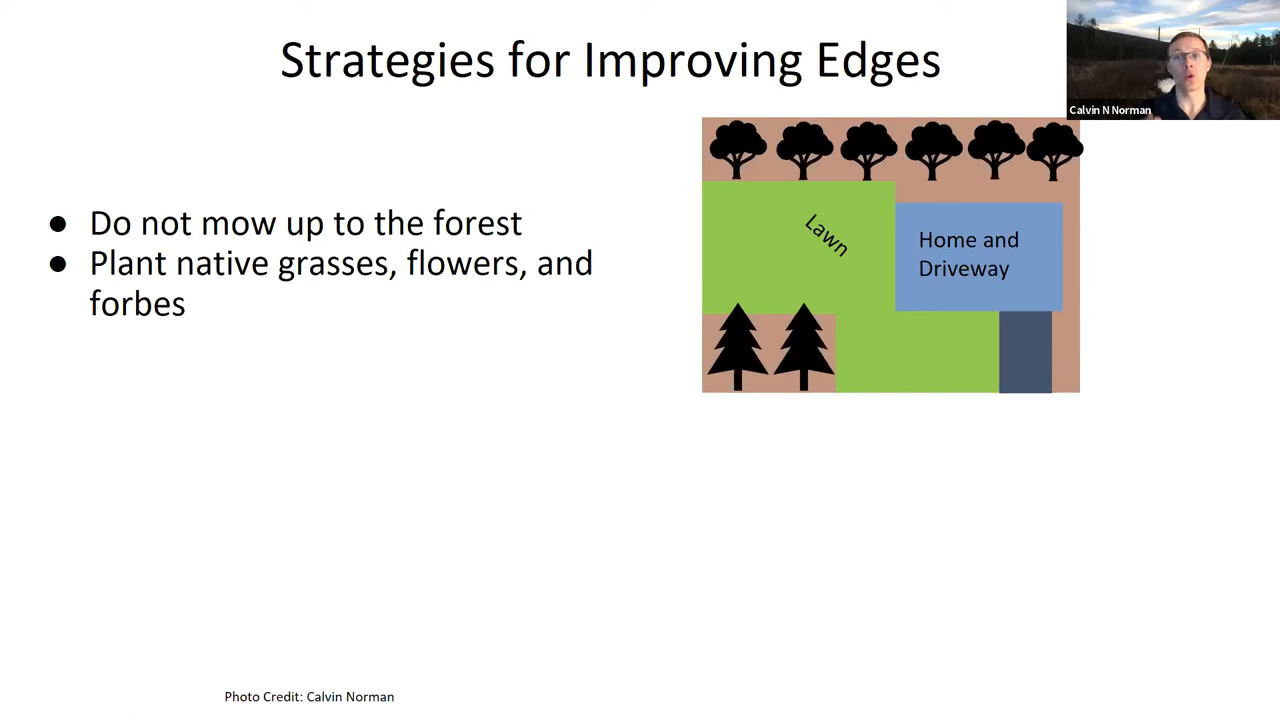 Strategies for Improving Edges
Calvin N Norman
● Do not mow up to the forest
● Plant native grasses, flowers, and
forbes
Lawn
Home and
Driveway
Photo Credit: Calvin Norman